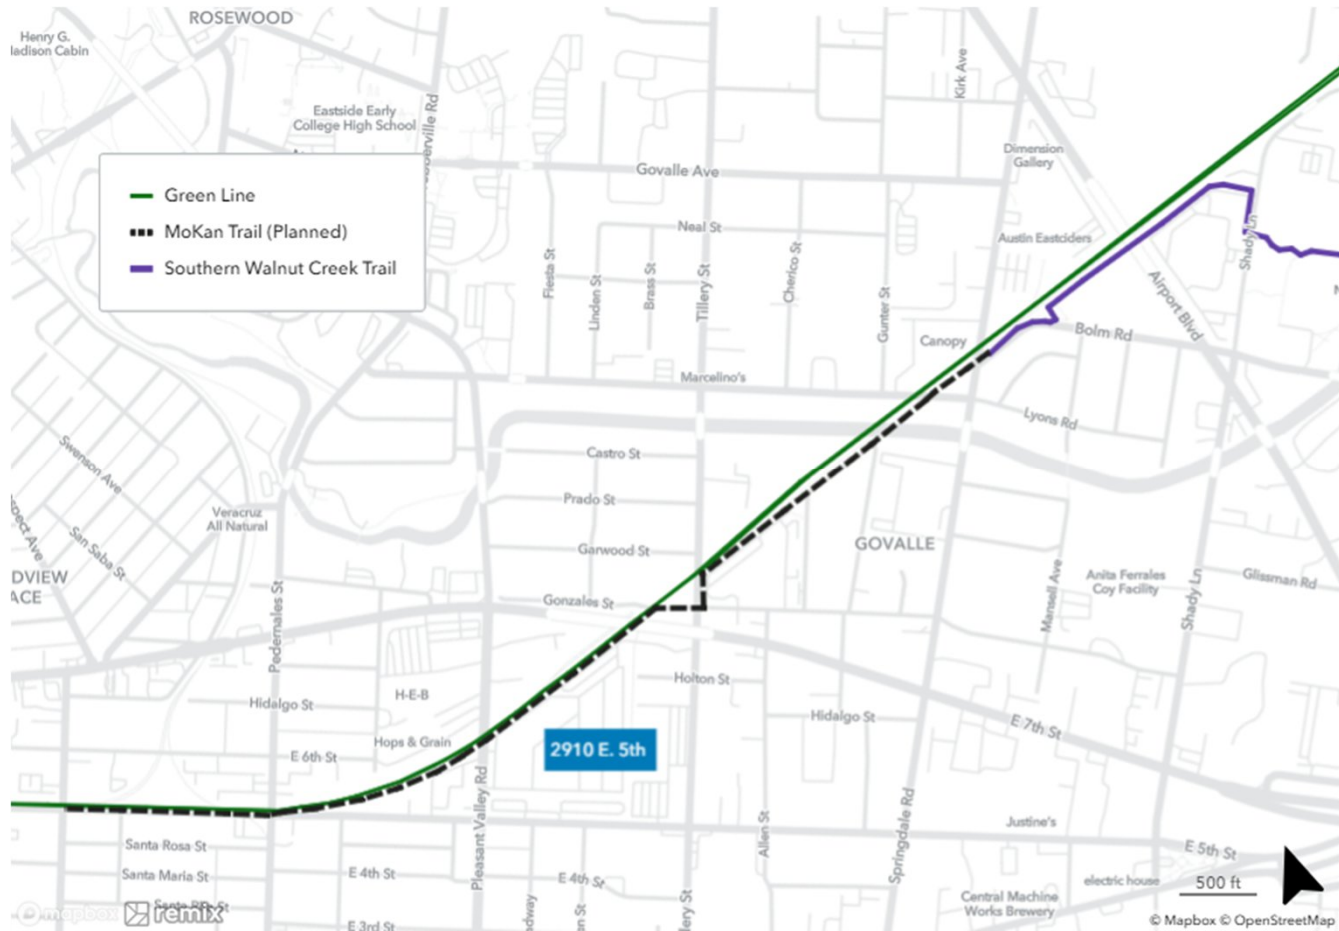 ROSEWOOD
Henry G.
adison Cabin
Kirk Ave
Eastside Early
College High School
Dimension
Gallery
Govalle Ave
Green Line
MoKan Trail (Planned)
Southern Walnut Creek Trail
Neal St
Austin Eastciders
Shady Ln
Fiesta St
Linden St
Brass St
Tillery St
Cherico St
Gunter St
Airport Blvd
Canopy
Bolm Rd
Marcelino's
Lyons Rd
Swenson Ave
Castro St
Prado St
Veracruz
All Natural
San Saba St
Garwood St
GOVALLE
DVIEW
ACE
Anita Ferrales
Coy Facility
Glissman Rd
Mansell Ave
Shady Ln
Gonzales St
Pedernales St
Holton St
H-E-B
Hidalgo St
Hidalgo St
E 7th St
Hops & Grain
2910 E. 5th
E 6th St
Pleasant Valley Rd
Allen St
Springdale Rd
Justine's
Santa Rosa St
E 5th St
Santa Maria St
E 4th St
E 4th St
electric house
500 ft
Central Machine
Works Brewery
mapbox
remix
E 3rd St
© Mapbox © OpenStreetMap